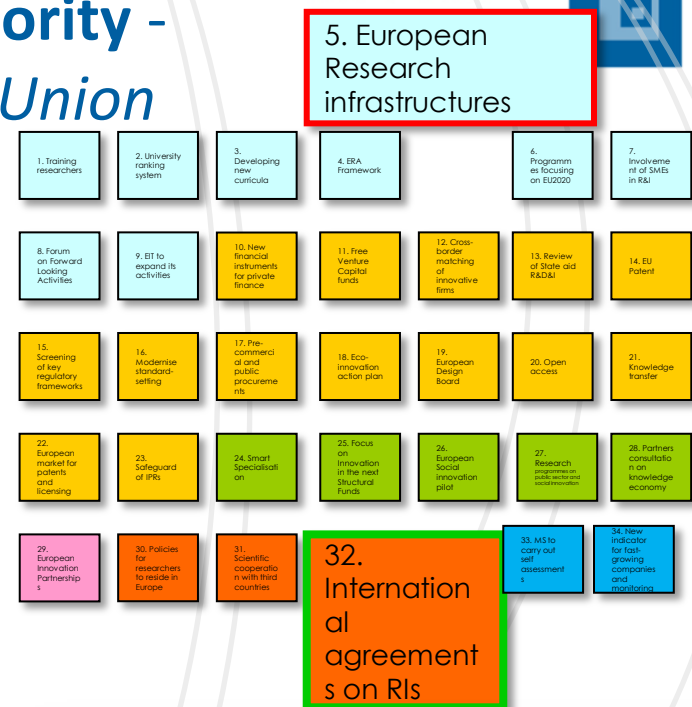 ority -
Union
5. European
Research
infrastructures
1. Training
researchers
2. University
ranking
system
3.
Developing
new
curricula
4. ERA
Framework
6.
Programm
es focusing
on EU2020
7.
Involveme
nt of SMEs
in R&I
8. Forum
on Forward
Looking
Activities
9. EIT to
expand its
activities
10. New
financial
instruments
for private
finance
11. Free
Venture
Capital
funds
12. Cross-
border
matching
of
innovative
firms
13. Review
of State aid
R&D&I
14. EU
Patent
15.
Screening
of key
regulatory
frameworks
16.
Modernise
standard-
setting
17. Pre-
commerci
al and
public
procureme
nts
18. Eco-
innovation
action plan
19.
European
Design
Board
20. Open
access
21.
Knowledge
transfer
22.
European
market for
patents
and
licensing
23.
Safeguard
of IPRs
24. Smart
Specialisati
on
25. Focus
on
Innovation
in the next
Structural
Funds
26.
European
Social
innovation
pilot
27.
Research
programmes on
public sector and
social innovation
28. Partners
consultatio
n on
knowledge
economy
29.
European
Innovation
Partnership
s
30. Policies
for
researchers
to reside in
Europe
31.
Scientific
cooperatio
n with third
countries
32.
Internation
al
agreement
s on RIs
33. MS to
carry out
self
assessment
s
34. New
indicator
for fast-
growing
companies
and
monitoring